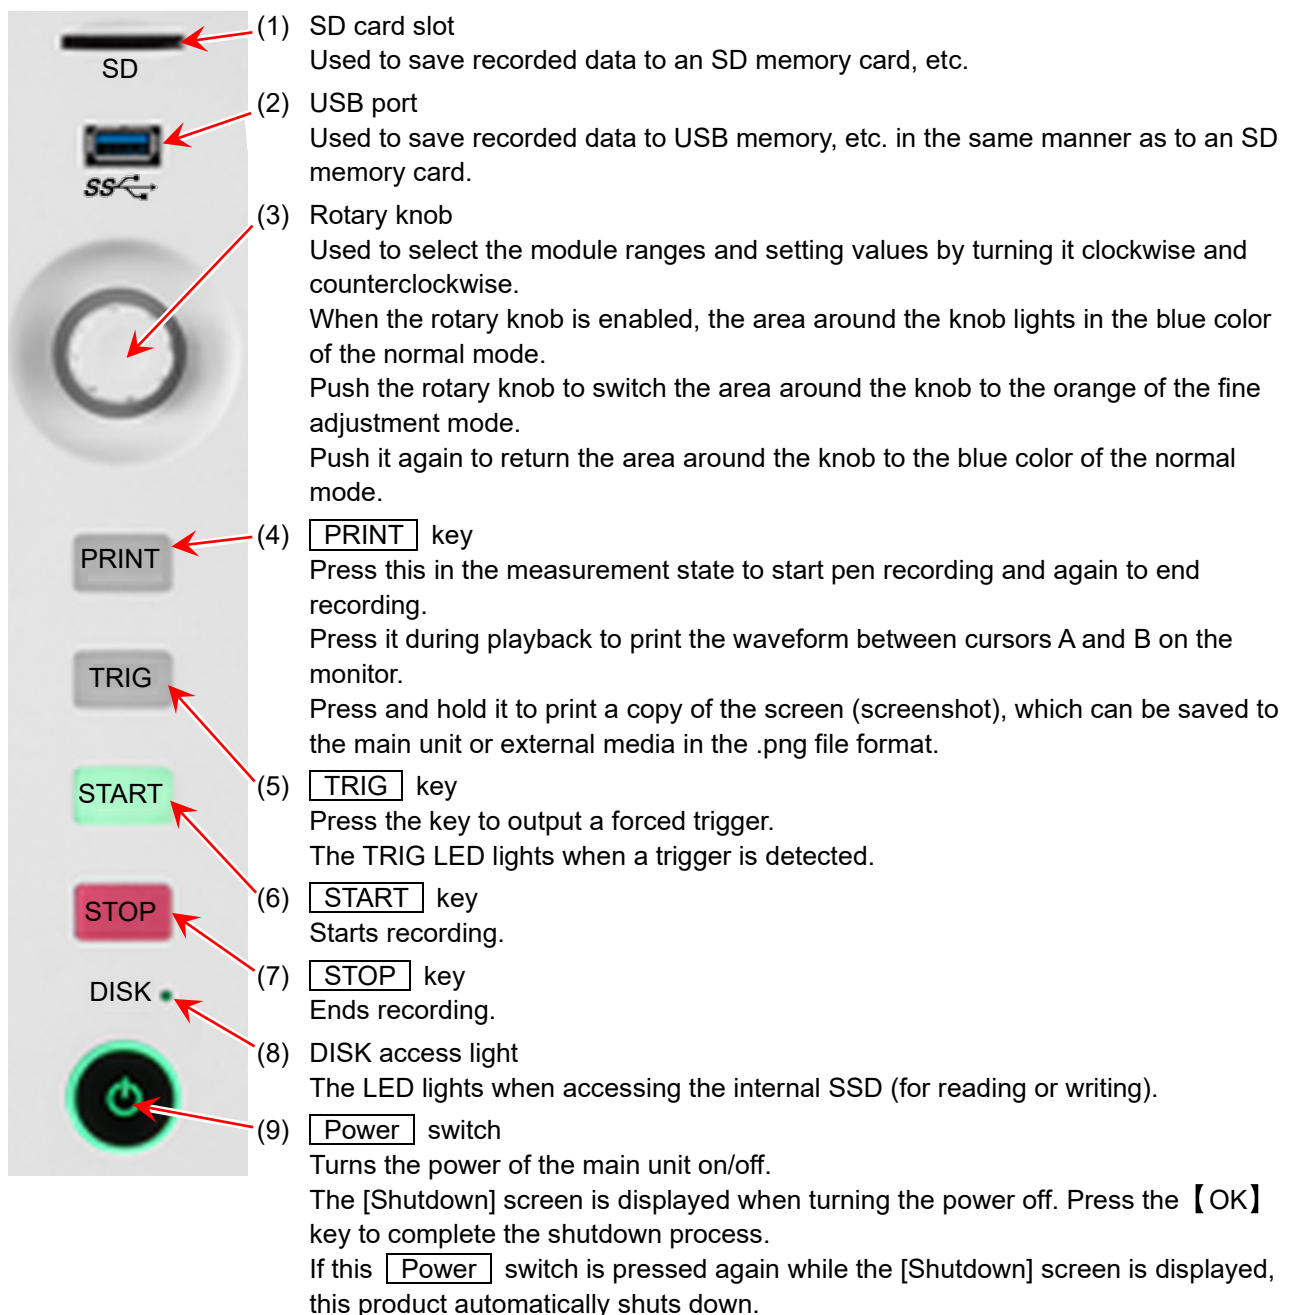 (1) SD card slot
SD
Used to save recorded data to an SD memory card, etc.
(2) USB port
Used to save recorded data to USB memory, etc. in the same manner as to an SD
memory card.
SS
(3) Rotary knob
Used to select the module ranges and setting values by turning it clockwise and
counterclockwise.
When the rotary knob is enabled, the area around the knob lights in the blue color
of the normal mode.
Push the rotary knob to switch the area around the knob to the orange of the fine
adjustment mode.
Push it again to return the area around the knob to the blue color of the normal
mode.
(4) PRINT key
PRINT
Press this in the measurement state to start pen recording and again to end
recording.
Press it during playback to print the waveform between cursors A and B on the
monitor.
TRIG
Press and hold it to print a copy of the screen (screenshot), which can be saved to
the main unit or external media in the .png file format.
(5) TRIG key
START
Press the key to output a forced trigger.
The TRIG LED lights when a trigger is detected.
(6) START key
STOP
Starts recording.
(7) STOP key
DISK
Ends recording.
(8) DISK access light
The LED lights when accessing the internal SSD (for reading or writing).
(9) Power switch
Turns the power of the main unit on/off.
The [Shutdown] screen is displayed when turning the power off. Press the【OK】
key to complete the shutdown process.
If this Power switch is pressed again while the [Shutdown] screen is displayed,
this product automatically shuts down.